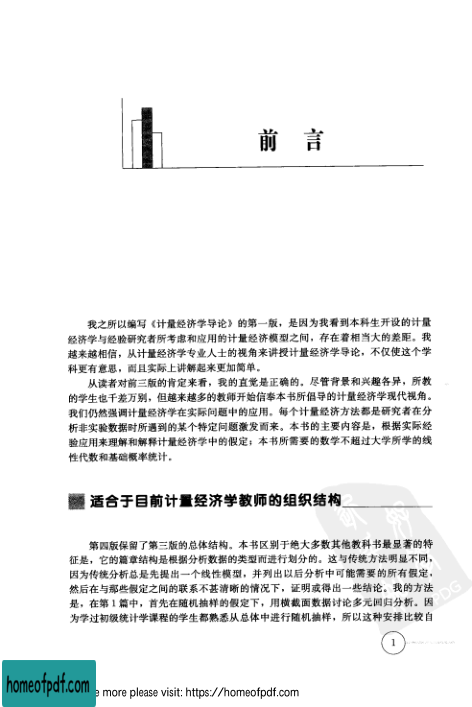 前 言
我之所以编写《计量经济学导论》的第一版，是因为我看到本科生开设的计量
经济学与经验研究者所考虑和应用的计量经济模型之间，存在着相当大的差距。我
越来越相信，从计量经济学专业人士的视角来讲授计量经济学导论，不仅使这个学
科更有意思，而且实际上讲解起来更加简单。
从读者对前三版的肯定来看，我的直觉是正确的。尽管背景和兴趣各异，所教
的学生也千差万别，但越来越多的教师开始信奉本书所倡导的计量经济学现代视角。
我们仍然强调计量经济学在实际问题中的应用。每个计量经济方法都是研究者在分
析非实验数据时所遇到的某个特定问题激发而来。本书的主要内容是，根据实际经
验应用来理解和解释计量经济学中的假定；本书所需要的数学不超过大学所学的线
性代数和基础概率统计。
适合于目前计量经济学教师的组织结构
第四版保留了第三版的总体结构。本书区别于绝大多数其他教科书最显著的特
征是，它的篇章结构是根据分析数据的类型而进行划分的。这与传统方法明显不同，
因为传统分析总是先提出一个线性模型，并列出以后分析中可能需要的所有假定，
然后在与那些假定之间的联系不甚清晰的情况下，证明或得出一些结论。我的方法
是，在第1篇中，首先在随机抽样的假定下，用横截面数据讨论多元回归分析。因
为学过初级统计学课程的学生都熟悉从总体中进行随机抽样，所以这种安排比较自
1
homeofpdf.com
e more please visit: https://homeofpdf.com